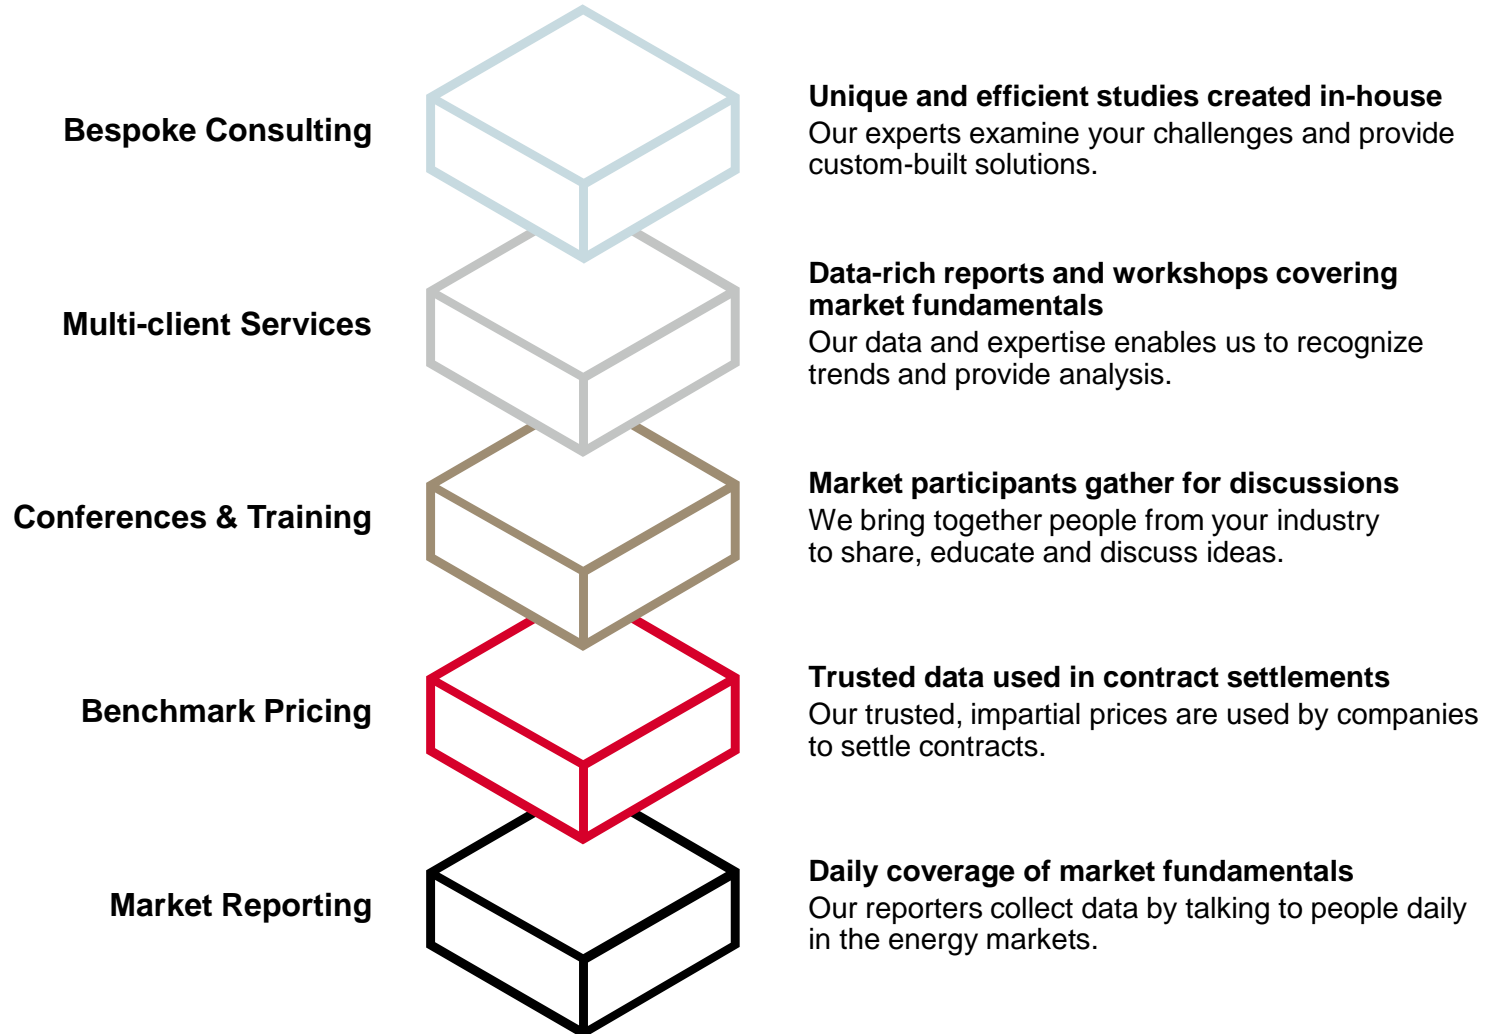 Bespoke Consulting
Unique and efficient studies created in-house
Our experts examine your challenges and provide
custom-built solutions.
Multi-client Services
Data-rich reports and workshops covering
market fundamentals
Our data and expertise enables us to recognize
trends and provide analysis.
Conferences & Training
Market participants gather for discussions
We bring together people from your industry
to share, educate and discuss ideas.
Benchmark Pricing
Trusted data used in contract settlements
Our trusted, impartial prices are used by companies
to settle contracts.
Market Reporting
Daily coverage of market fundamentals
Our reporters collect data by talking to people daily
in the energy markets.